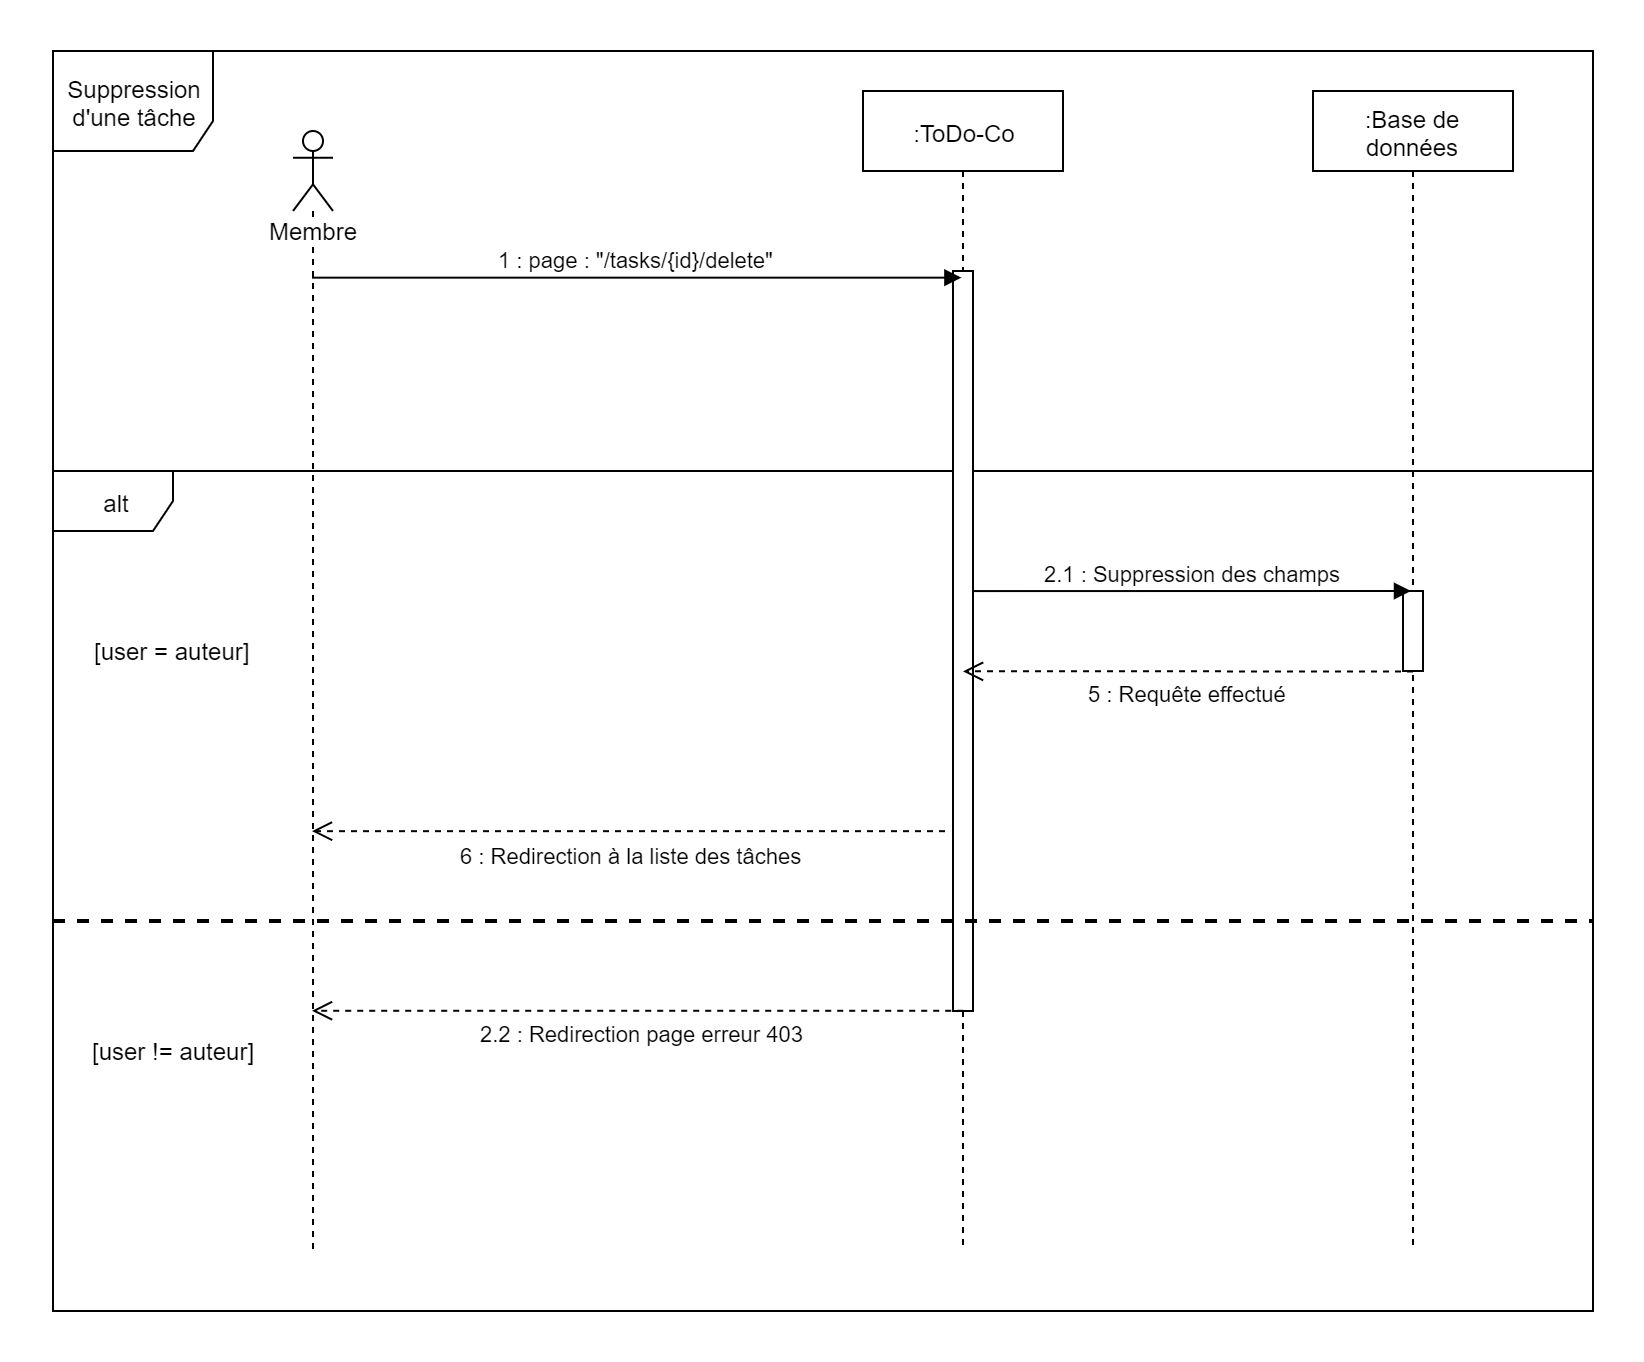 Suppression
d'une tâche
:ToDo-Co
:Base de
données
Membre
1 : page : "/tasks/{id}/delete"
alt
2.1 : Suppression des champs
[user = auteur]
5 : Requête effectué
6 : Redirection à la liste des tâches
2.2 : Redirection page erreur 403
[user != auteur]